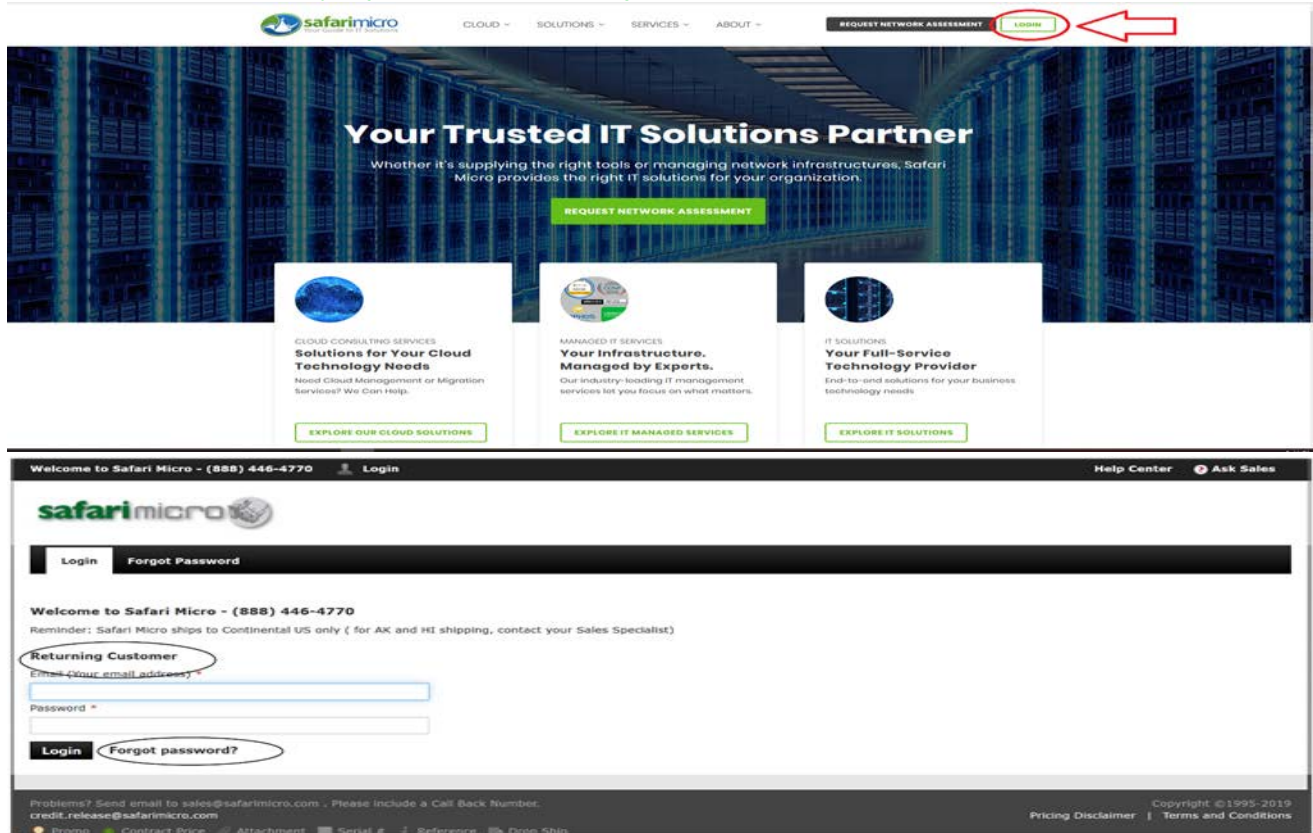 safarimicro
Your Guide to IT Solutions
CLOUD SOLUTIONS SERVICES ABOUT REQUEST NETWORK ASSESSMENT LOGIN
Your Trusted IT Solutions Partner
Whether it's supplying the right tools or managing network infrastructures, Safari
Micro provides the right IT solutions for your organization.
REQUEST NETWORK ASSESSMENT
CLOUD CONSULTING SERVICES
Solutions for Your Cloud
Technology Needs
Need Cloud Management or Migration
Services? We Can Help.
EXPLORE OUR CLOUD SOLUTIONS
MANAGED IT SERVICES
Your Infrastructure.
Managed by Experts.
Our industry-leading IT management
services let you focus on what matters.
EXPLORE IT MANAGED SERVICES
IT SOLUTIONS
Your Full-Service
Technology Provider
End-to-end solutions for your business
technology needs
EXPLORE IT SOLUTIONS
Welcome to Safari Micro - (888) 446-4770 Login Help Center Ask Sales
safarimicro
Login Forgot Password
Welcome to Safari Micro - (888) 446-4770
Reminder: Safari Micro ships to Continental US only ( for AK and HI shipping, contact your Sales Specialist)
Returning Customer
Email (Your email address) *
Password *
Login Forgot password?
Problems? Send email to sales@safarimicro.com . Please include a Call Back Number.
credit.release@safarimicro.com
Copyright ©1995-2019
Pricing Disclaimer | Terms and Conditions
Promo Contract Price Attachment Serial # Reference Drop Ship